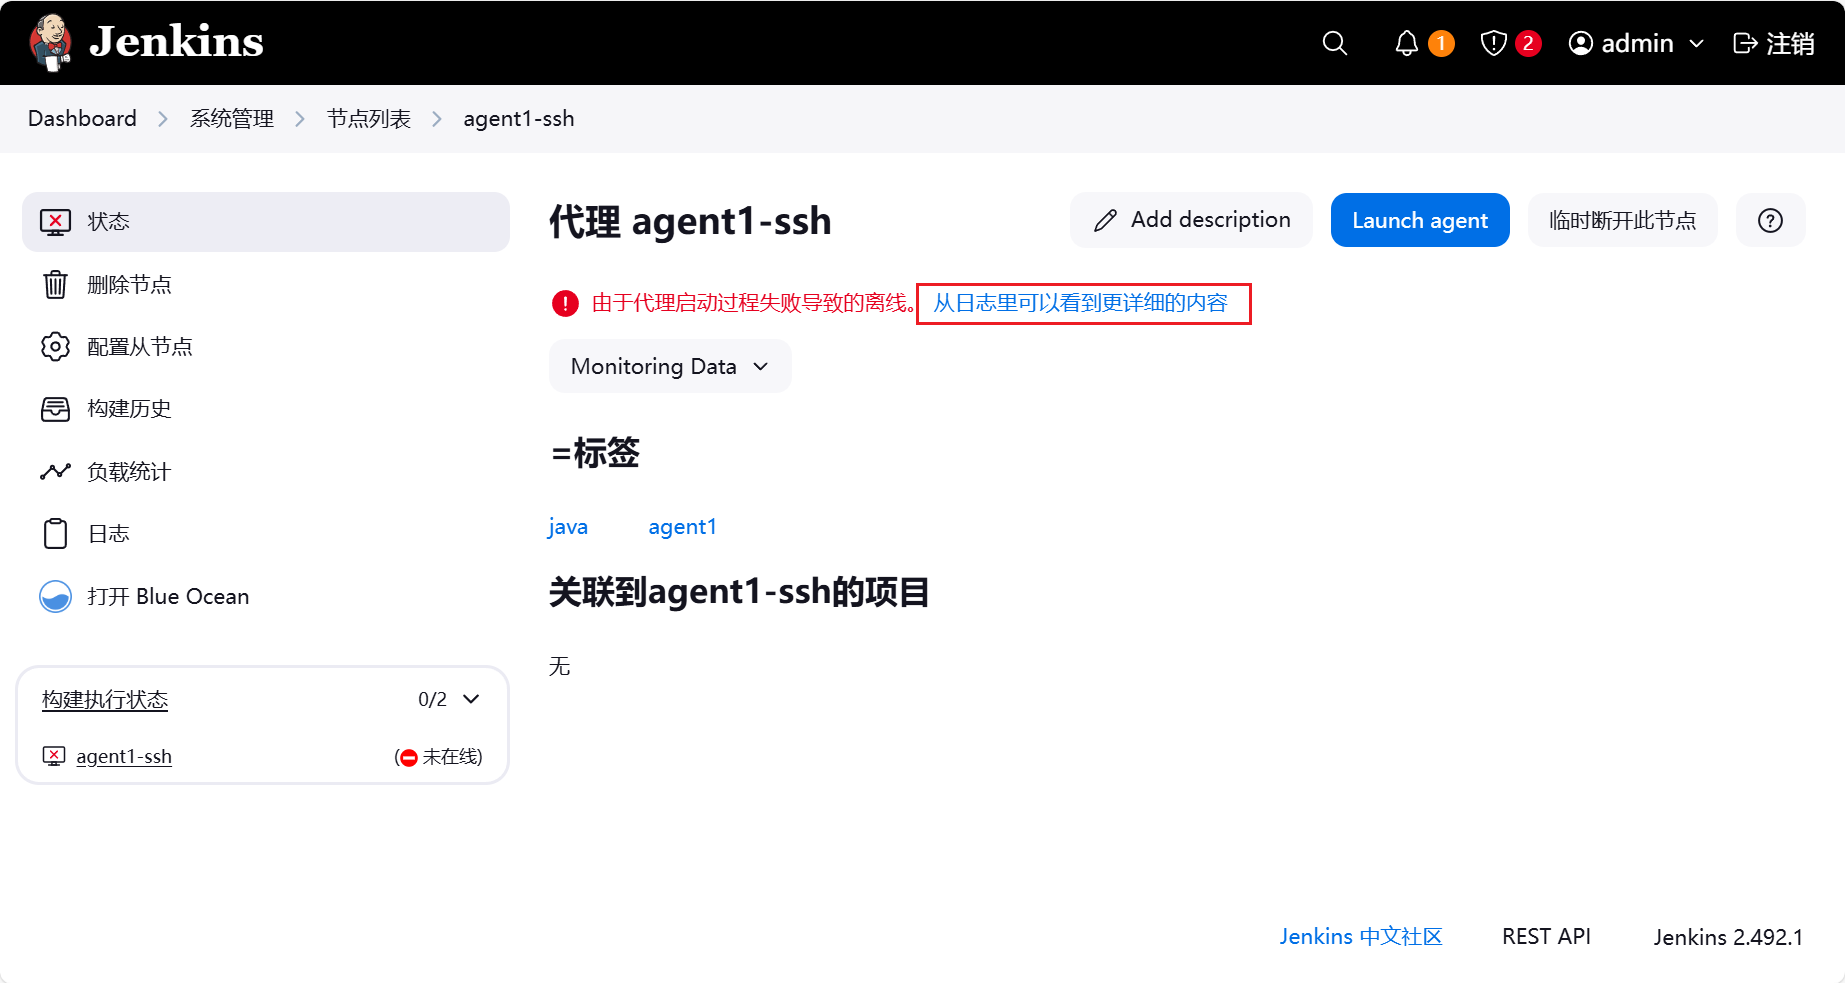 Jenkins
1
2
admin
注销
Dashboard
系统管理
节点列表
agent1-ssh
状态
删除节点
配置从节点
构建历史
负载统计
日志
打开 Blue Ocean
构建执行状态
0/2
agent1-ssh
(未在线)
代理 agent1-ssh
Add description
Launch agent
临时断开此节点
由于代理启动过程失败导致的离线。从日志里可以看到更详细的内容
Monitoring Data
=标签
java agent1
关联到agent1-ssh的项目
无
Jenkins 中文社区
REST API
Jenkins 2.492.1